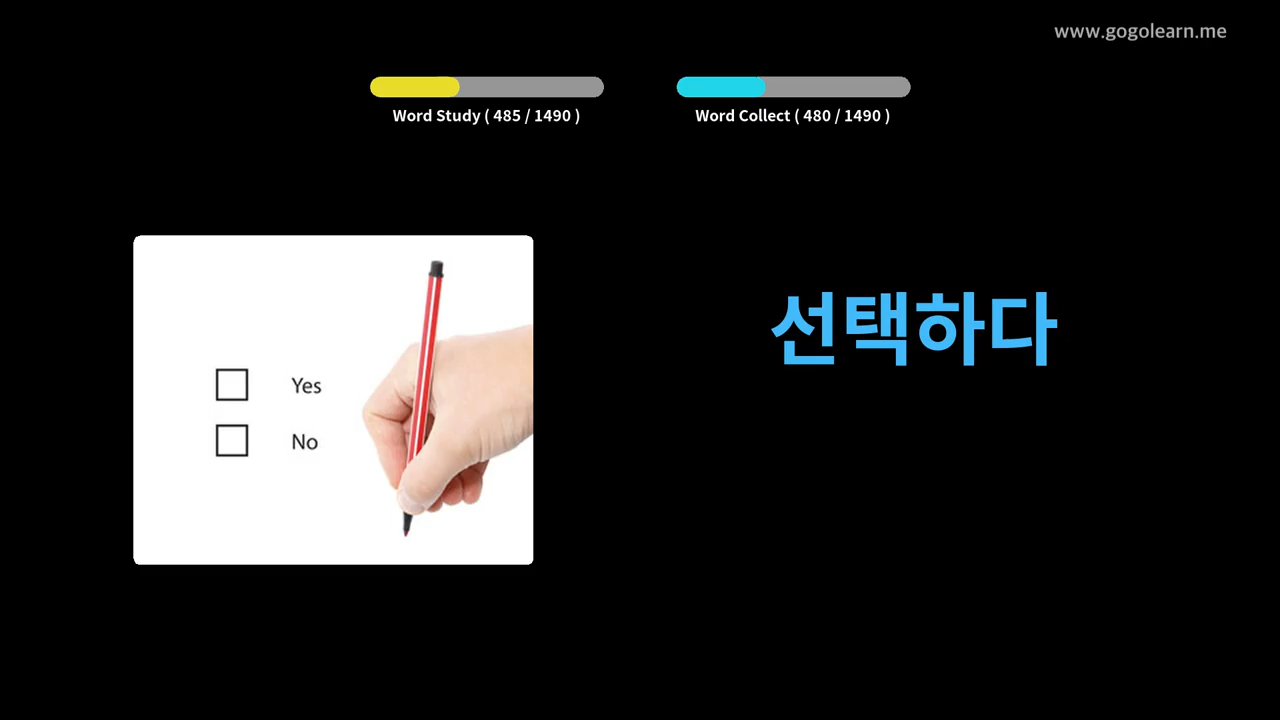 www.gogolearn.me
Word Study ( 485 / 1490 )
Word Collect ( 480 / 1490 )
Yes
No
선택하다